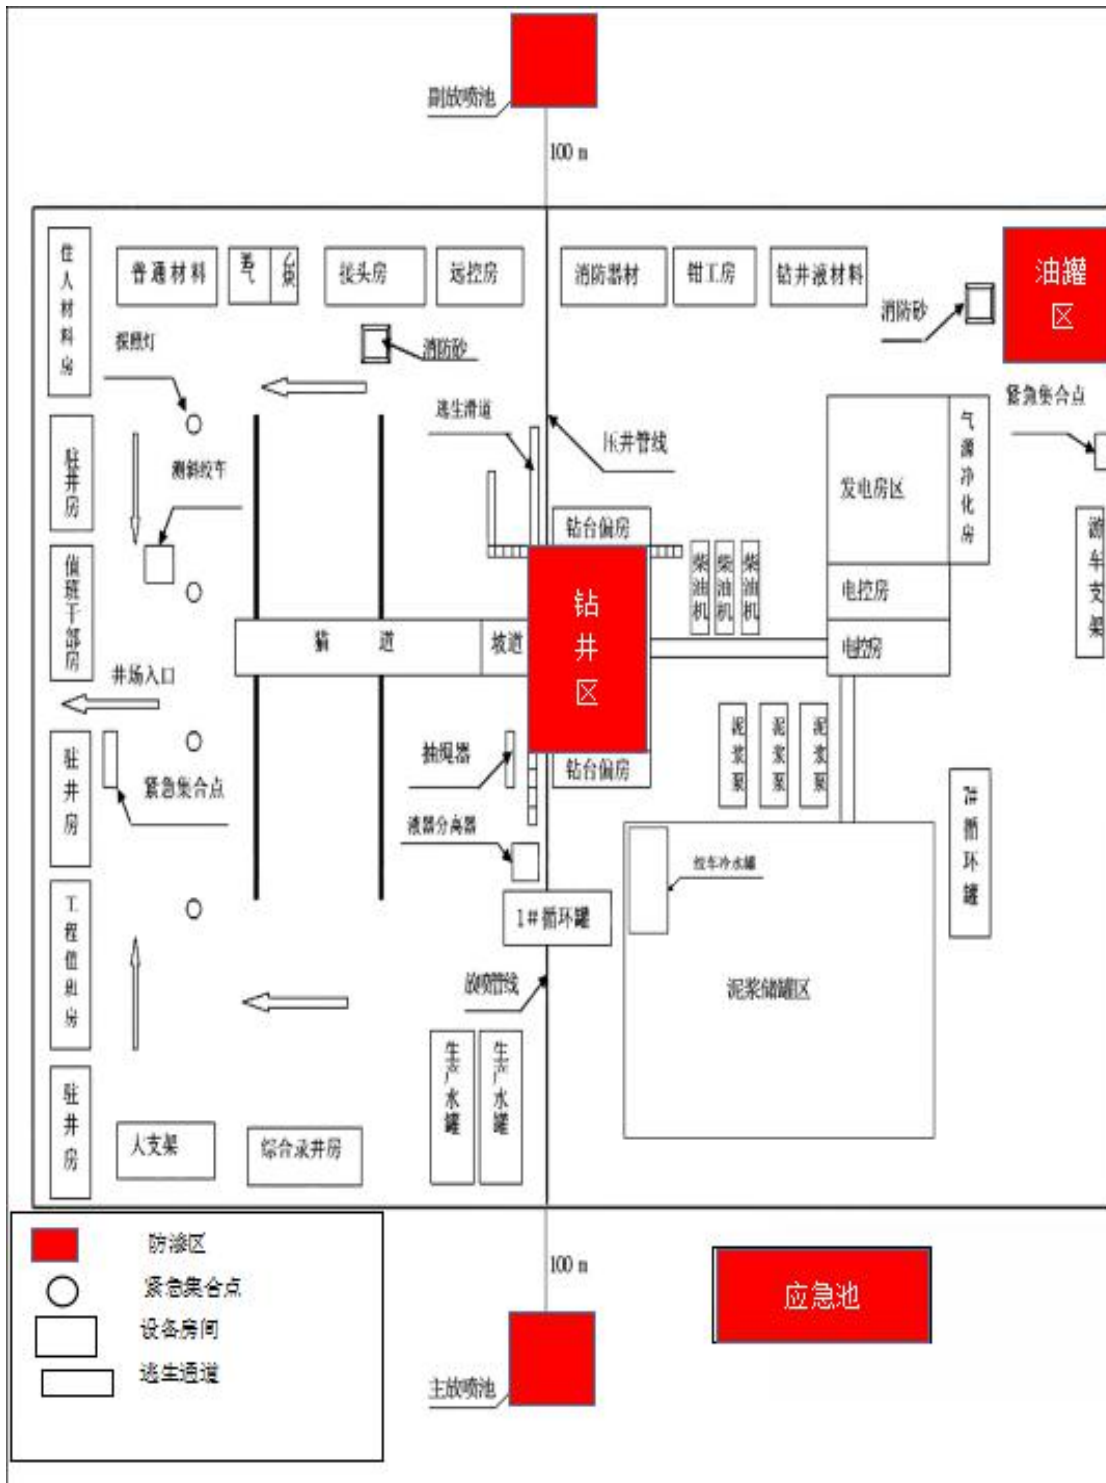 副放喷池
100 m
住人材料房
普通材料
氧气
乙炔
接头房
远控房
消防器材
钳工房
钻井液材料
消防砂
油罐区
探照灯
消防砂
逃生滑道
压井管线
紧急集合点
驻井房
测斜绞车
钻台偏房
发电房区
气源净化房
游车支架
柴油机
柴油机
柴油机
值班干部房
钻井区
电控房
猫道
坡道
电控房
井场入口
驻井房
紧急集合点
抽绳器
钻台偏房
泥浆泵
泥浆泵
泥浆泵
液器分离器
绞车冷水罐
循环罐
工程值班房
1#循环罐
放喷管线
泥浆储罐区
生产水罐
生产水罐
驻井房
大支架
综合录井房
防渗区
紧急集合点
设备房间
逃生通道
100 m
应急池
主放喷池